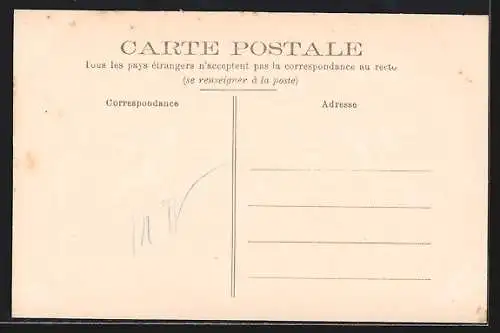 CARTE POSTALE
Tous les pays étrangers n'acceptent pas la correspondance au recto
(se renseigner à la poste)
Correspondance
Adresse